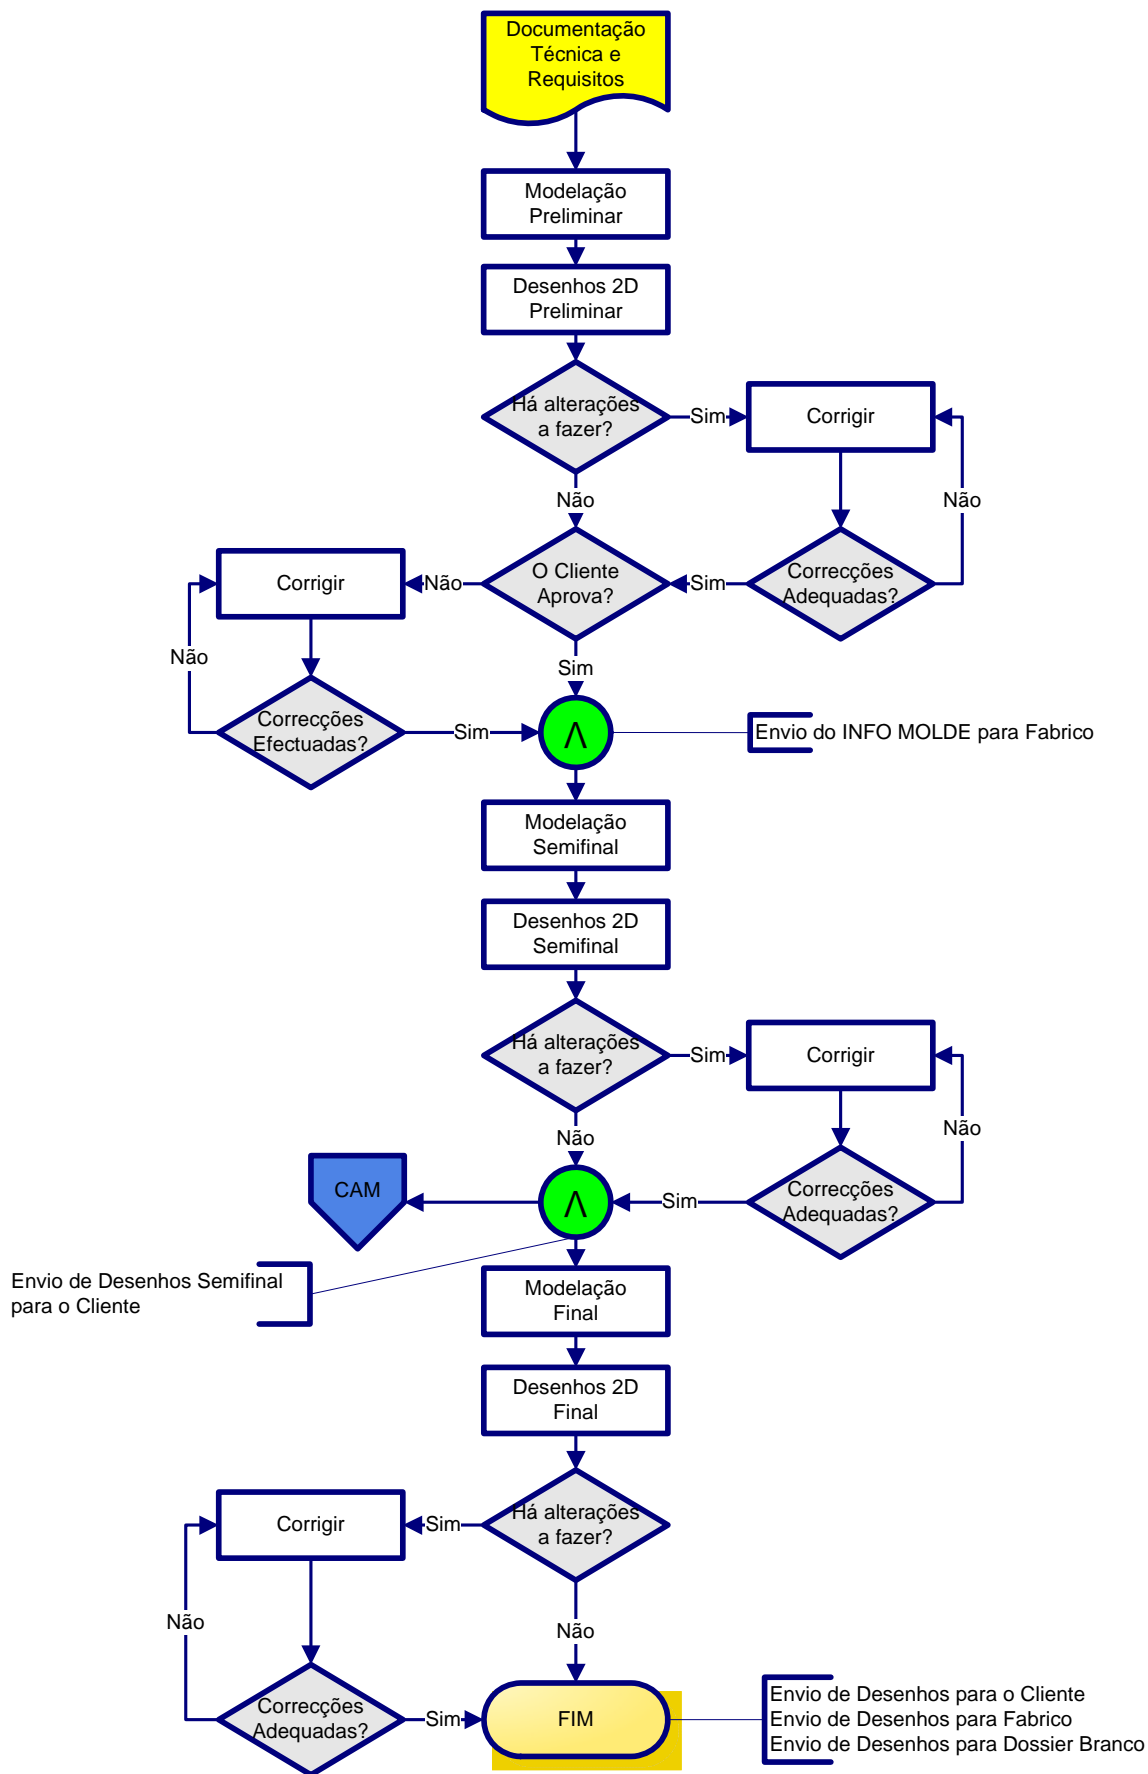 Documentação
Técnica e
Requisitos
Modelação
Preliminar
Desenhos 2D
Preliminar
Há alterações
a fazer?
Sim
Corrigir
Não
Não
Corrigir
Não
O Cliente
Aprova?
Sim
Correcções
Adequadas?
Não
Sim
Correcções
Efectuadas?
Sim
Λ
Envio do INFO MOLDE para Fabrico
Modelação
Semifinal
Desenhos 2D
Semifinal
Há alterações
a fazer?
Sim
Corrigir
Não
Não
CAM
Λ
Sim
Correcções
Adequadas?
Envio de Desenhos Semifinal
para o Cliente
Modelação
Final
Desenhos 2D
Final
Corrigir
Sim
Há alterações
a fazer?
Não
Não
Correcções
Adequadas?
Sim
FIM
Envio de Desenhos para o Cliente
Envio de Desenhos para Fabrico
Envio de Desenhos para Dossier Branco